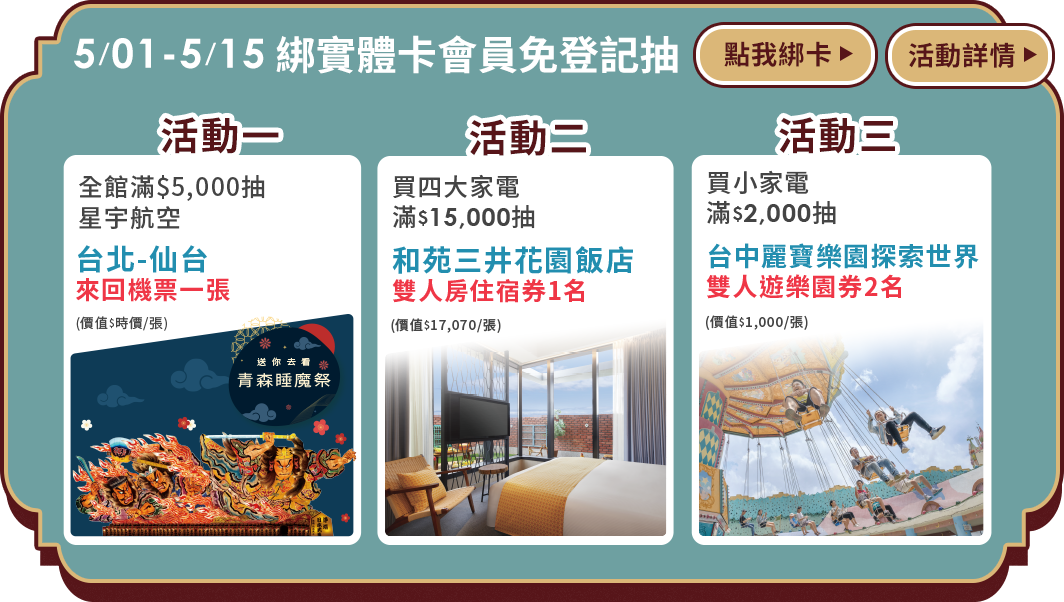 5/01-5/15 綁實體卡會員免登記抽
點我綁卡
活動詳情
活動一
全館滿$5,000抽
星宇航空
台北-仙台
來回機票一張
(價值$時價/張)
送你去看
青森睡魔祭
活動二
買四大家電
滿$15,000抽
和苑三井花園飯店
雙人房住宿券1名
(價值$17,070/張)
活動三
買小家電
滿$2,000抽
台中麗寶樂園探索世界
雙人遊樂園券2名
(價值$1,000/張)